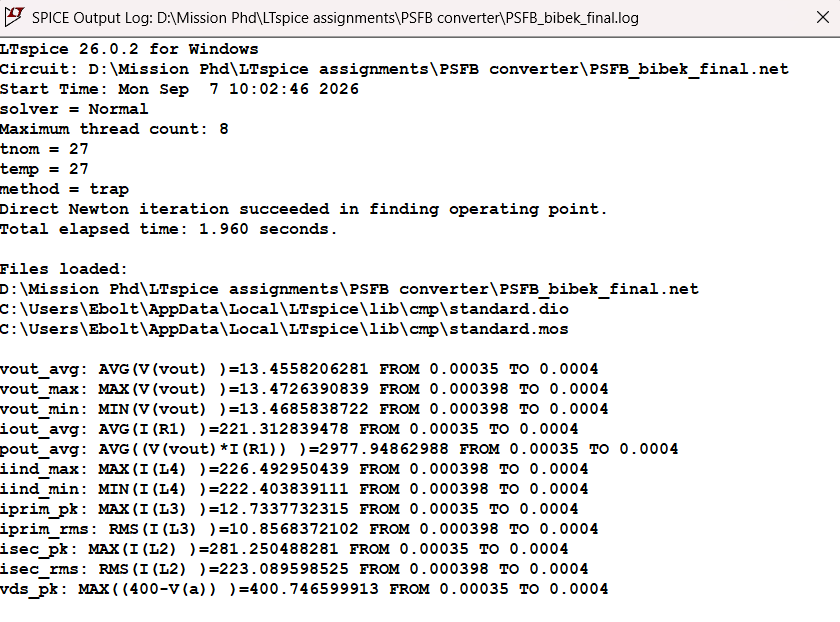 SPICE Output Log: D:\Mission Phd\LTspice assignments\PSFB converter\PSFB_bibek_final.log
LTspice 26.0.2 for Windows
Circuit: D:\Mission Phd\LTspice assignments\PSFB converter\PSFB_bibek_final.net
Start Time: Mon Sep  7 10:02:46 2026
solver = Normal
Maximum thread count: 8
tnom = 27
temp = 27
method = trap
Direct Newton iteration succeeded in finding operating point.
Total elapsed time: 1.960 seconds.
Files loaded:
D:\Mission Phd\LTspice assignments\PSFB converter\PSFB_bibek_final.net
C:\Users\Ebolt\AppData\Local\LTspice\lib\cmp\standard.dio
C:\Users\Ebolt\AppData\Local\LTspice\lib\cmp\standard.mos
vout_avg: AVG(V(vout) )=13.4558206281 FROM 0.00035 TO 0.0004
vout_max: MAX(V(vout) )=13.4726390839 FROM 0.000398 TO 0.0004
vout_min: MIN(V(vout) )=13.4685838722 FROM 0.000398 TO 0.0004
iout_avg: AVG(I(R1) )=221.312839478 FROM 0.00035 TO 0.0004
pout_avg: AVG((V(vout)*I(R1)) )=2977.94862988 FROM 0.00035 TO 0.0004
iind_max: MAX(I(L4) )=226.492950439 FROM 0.000398 TO 0.0004
iind_min: MIN(I(L4) )=222.403839111 FROM 0.000398 TO 0.0004
iprim_pk: MAX(I(L3) )=12.7337732315 FROM 0.00035 TO 0.0004
iprim_rms: RMS(I(L3) )=10.8568372102 FROM 0.000398 TO 0.0004
isec_pk: MAX(I(L2) )=281.250488281 FROM 0.00035 TO 0.0004
isec_rms: RMS(I(L2) )=223.089598525 FROM 0.000398 TO 0.0004
vds_pk: MAX((400-V(a)) )=400.746599913 FROM 0.00035 TO 0.0004